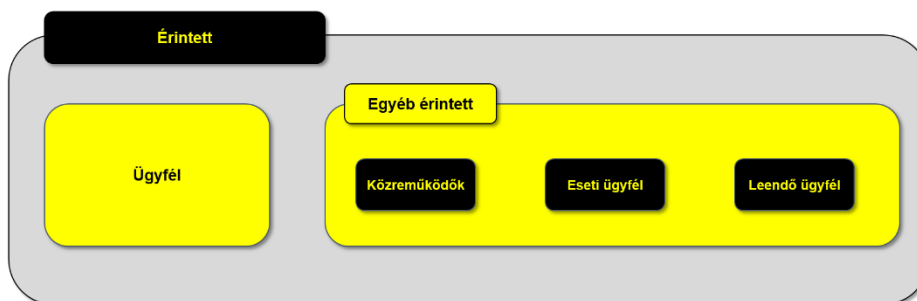 Érintett
Egyéb érintett
Ügyfél
Közreműködők
Eseti ügyfél
Leendő ügyfél